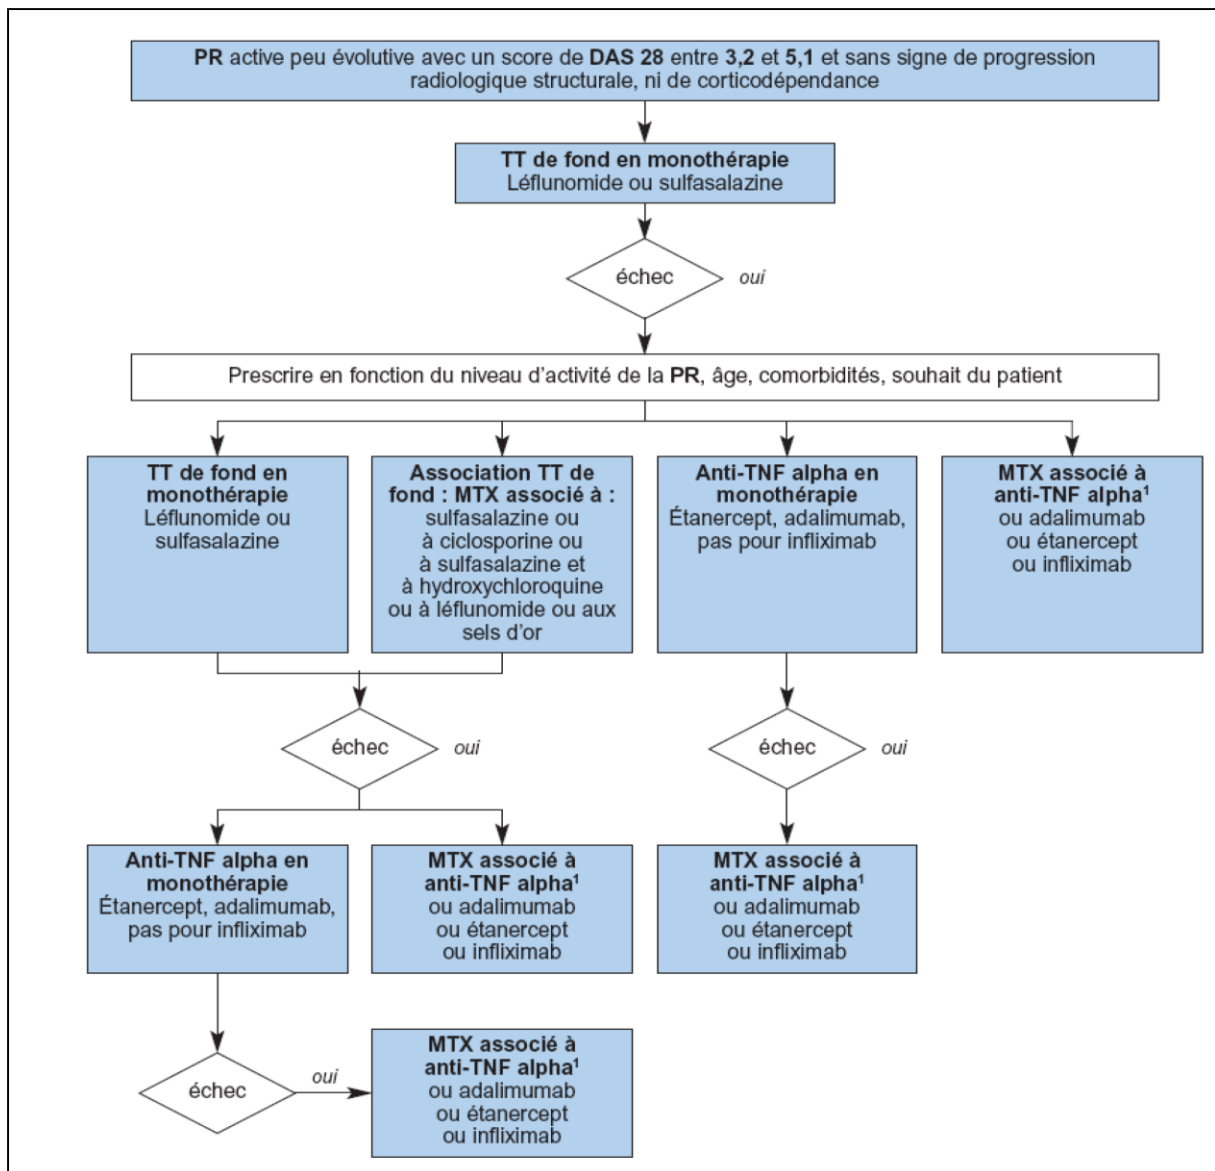 PR active peu évolutive avec un score de DAS 28 entre 3,2 et 5,1 et sans signe de progression
radiologique structurale, ni de corticodépendance
TT de fond en monothérapie
Léflunomide ou sulfasalazine
échec
oui
Prescrire en fonction du niveau d'activité de la PR, âge, comorbidités, souhait du patient
TT de fond en
monothérapie
Léflunomide ou
sulfasalazine
Association TT de
fond : MTX associé à :
sulfasalazine ou
à ciclosporine ou
à sulfasalazine et
à hydroxychloroquine
ou à léflunomide ou aux
sels d'or
Anti-TNF alpha en
monothérapie
Étanercept, adalimumab,
pas pour infliximab
MTX associé à
anti-TNF alpha¹
ou adalimumab
ou étanercept
ou infliximab
échec
oui
échec
oui
Anti-TNF alpha en
monothérapie
Étanercept, adalimumab,
pas pour infliximab
MTX associé à
anti-TNF alpha¹
ou adalimumab
ou étanercept
ou infliximab
MTX associé à
anti-TNF alpha¹
ou adalimumab
ou étanercept
ou infliximab
échec
oui
MTX associé à
anti-TNF alpha¹
ou adalimumab
ou étanercept
ou infliximab